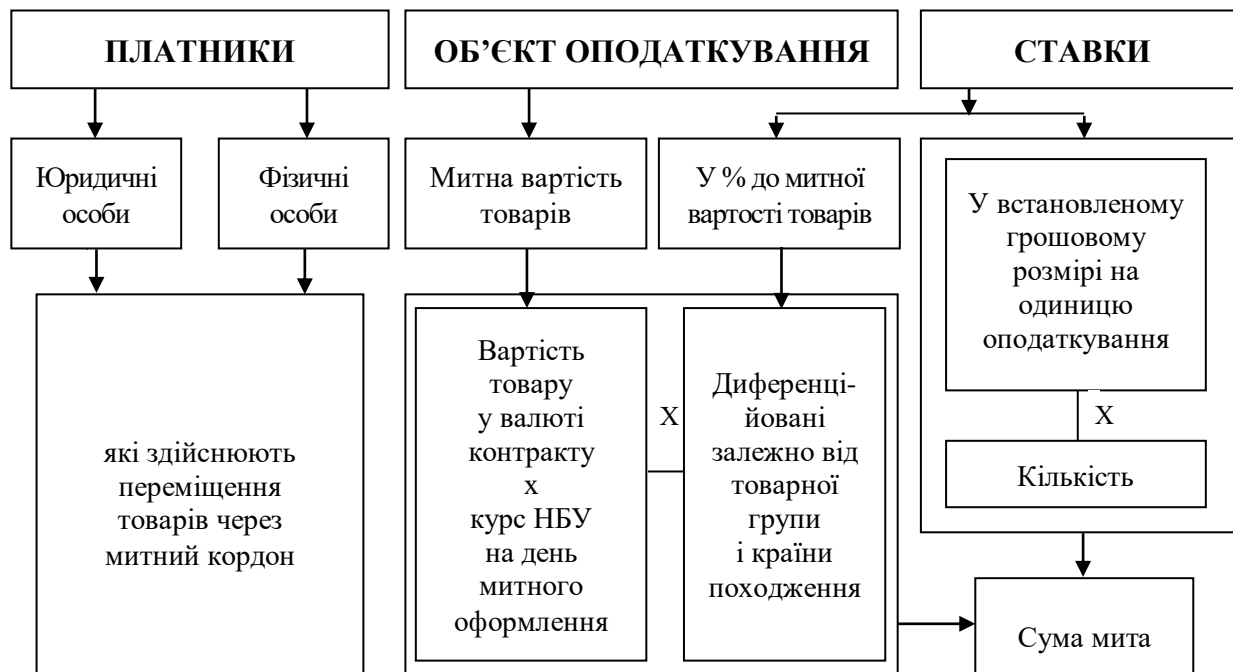 ПЛАТНИКИ
ОБ’ЄКТ ОПОДАТКУВАННЯ
СТАВКИ
Юридичні
особи
Фізичні
особи
Митна вартість
товарів
У % до митної
вартості товарів
У встановленому
грошовому
розмірі на
одиницю
оподаткування
які здійснюють
переміщення
товарів через
митний кордон
Вартість
товару
у валюті
контракту
х
курс НБУ
на день
митного
оформлення
Х
Диференці-
йовані
залежно від
товарної
групи
і країни
походження
Х
Кількість
Сума мита